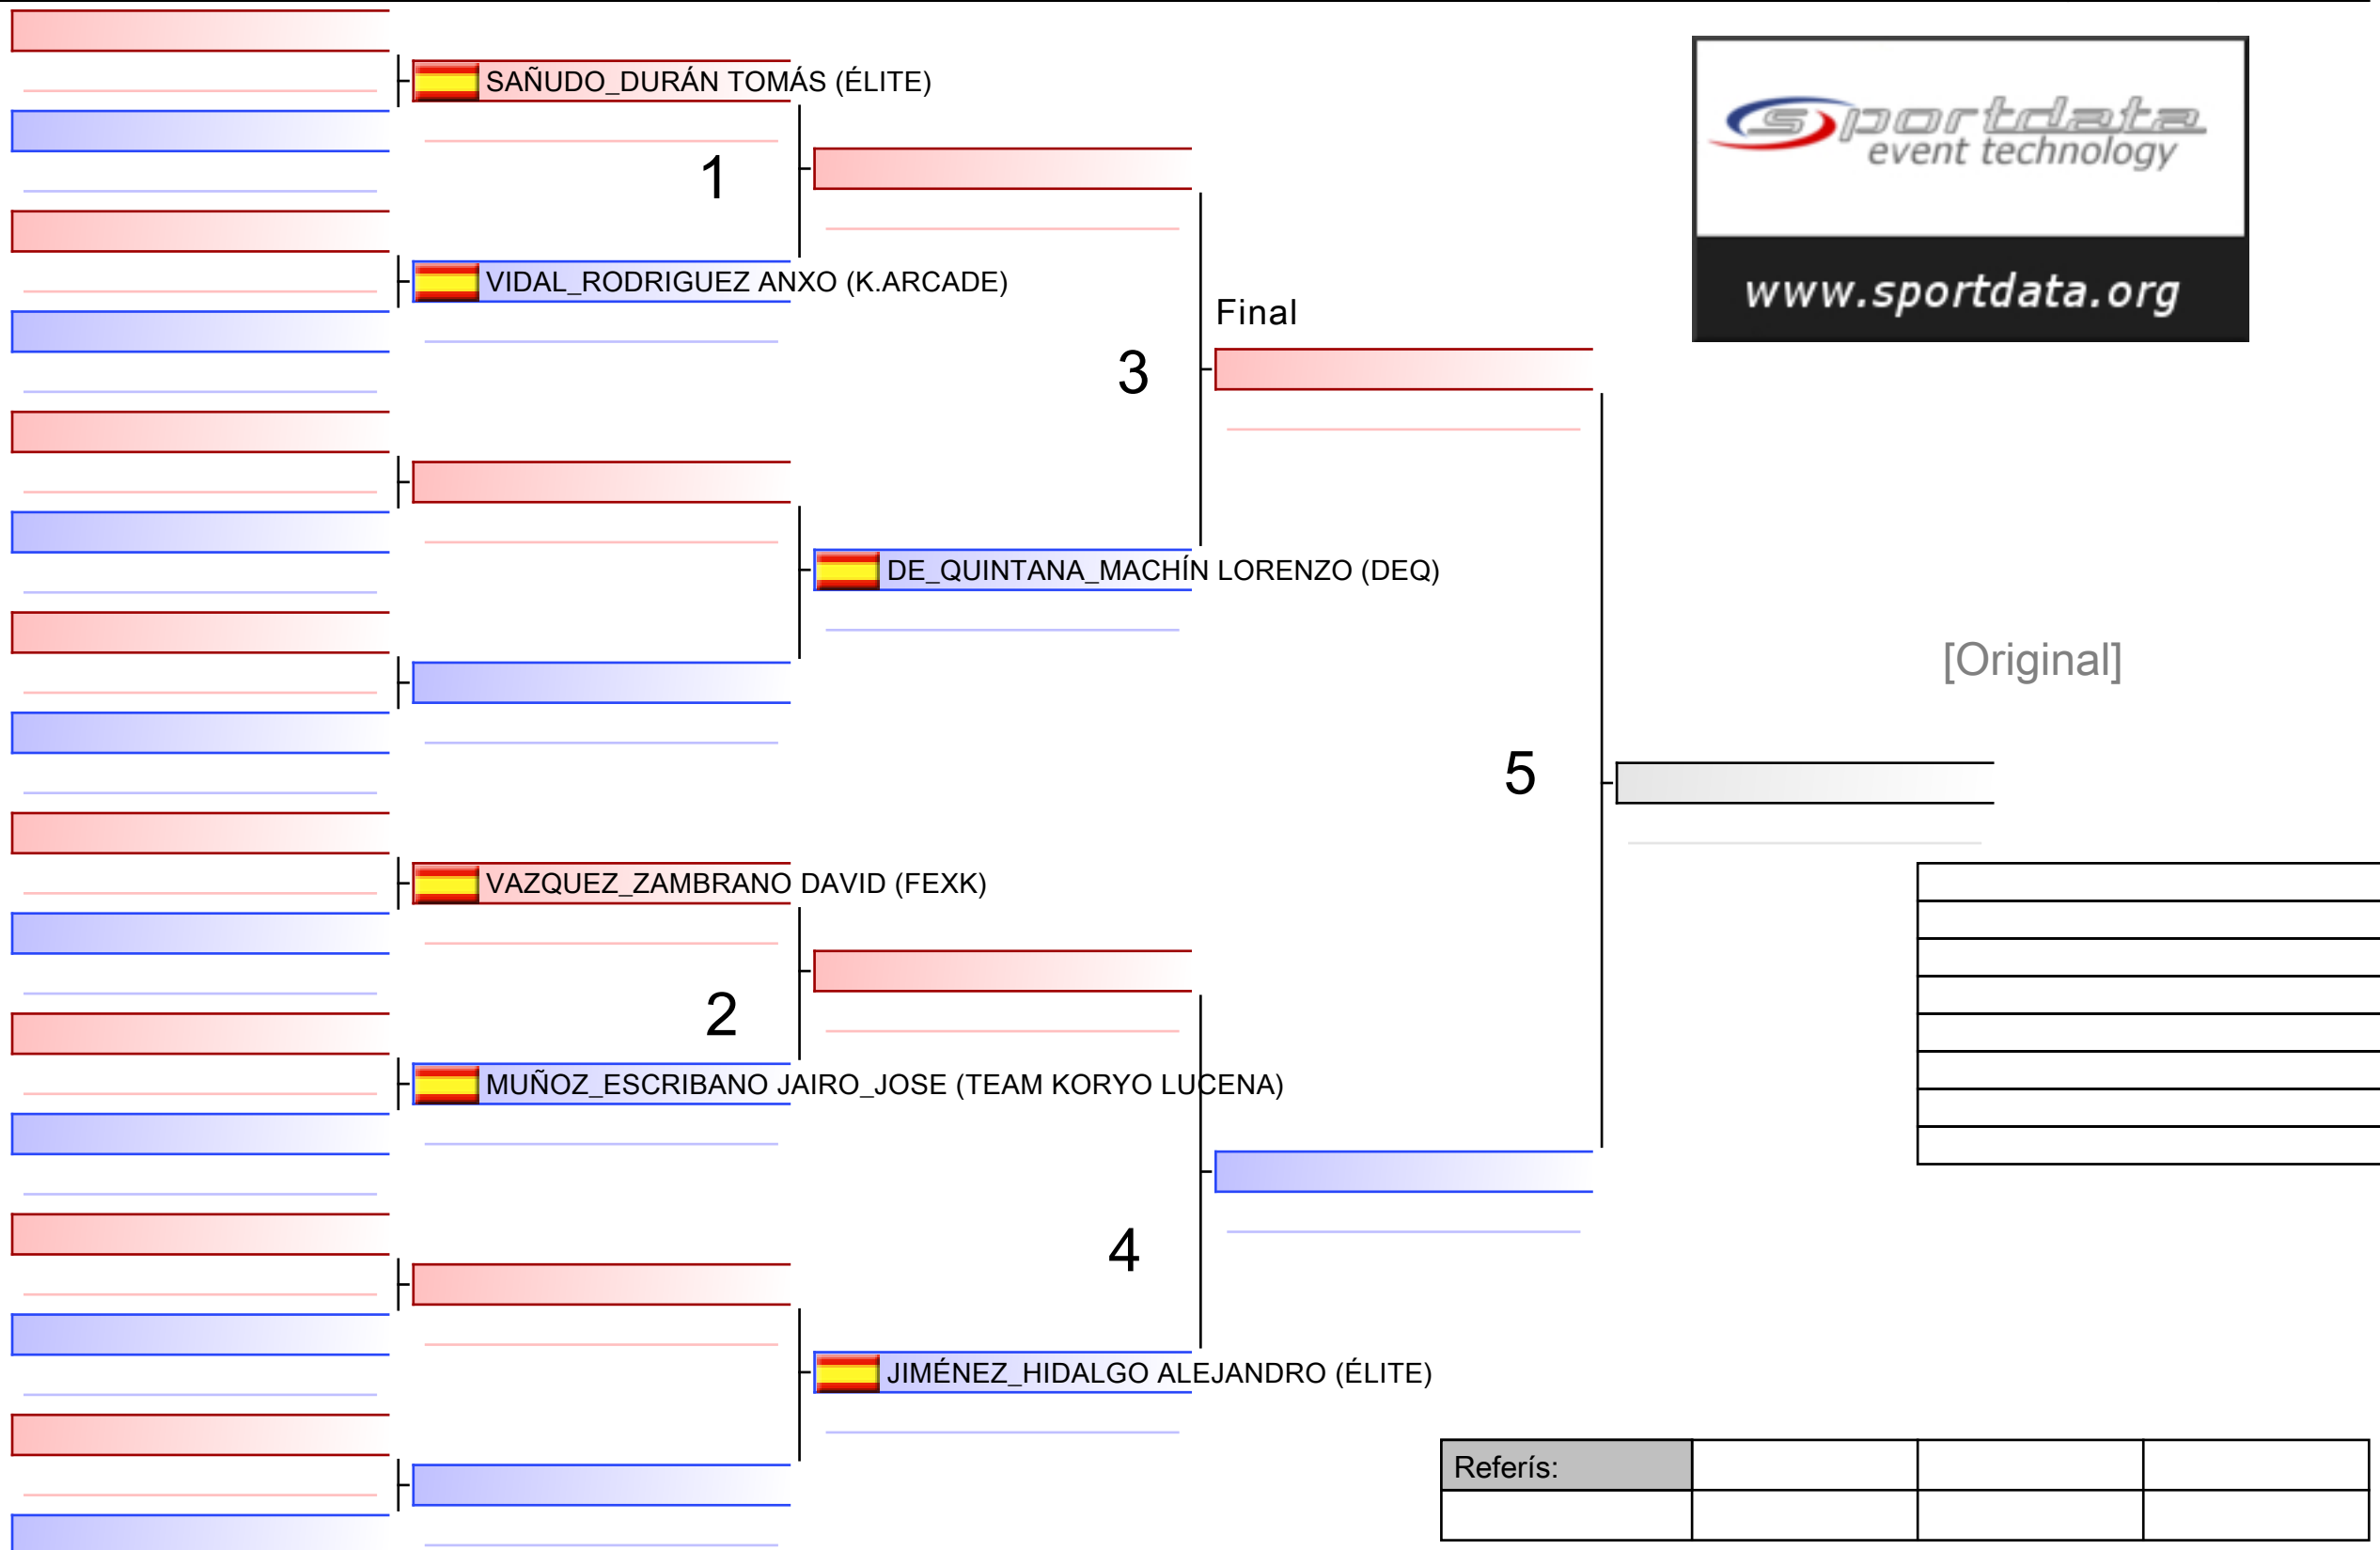 SAÑUDO_DURÁN TOMÁS (ÉLITE)
1
VIDAL_RODRIGUEZ ANXO (K.ARCADE)
sportdata
event technology
www.sportdata.org
Final
3
DE_QUINTANA_MACHÍN LORENZO (DEQ)
[Original]
5
VAZQUEZ_ZAMBRANO DAVID (FEXK)
2
MUÑOZ_ESCRIBANO JAIRO_JOSE (TEAM KORYO LUCENA)
4
JIMÉNEZ_HIDALGO ALEJANDRO (ÉLITE)
Referís: